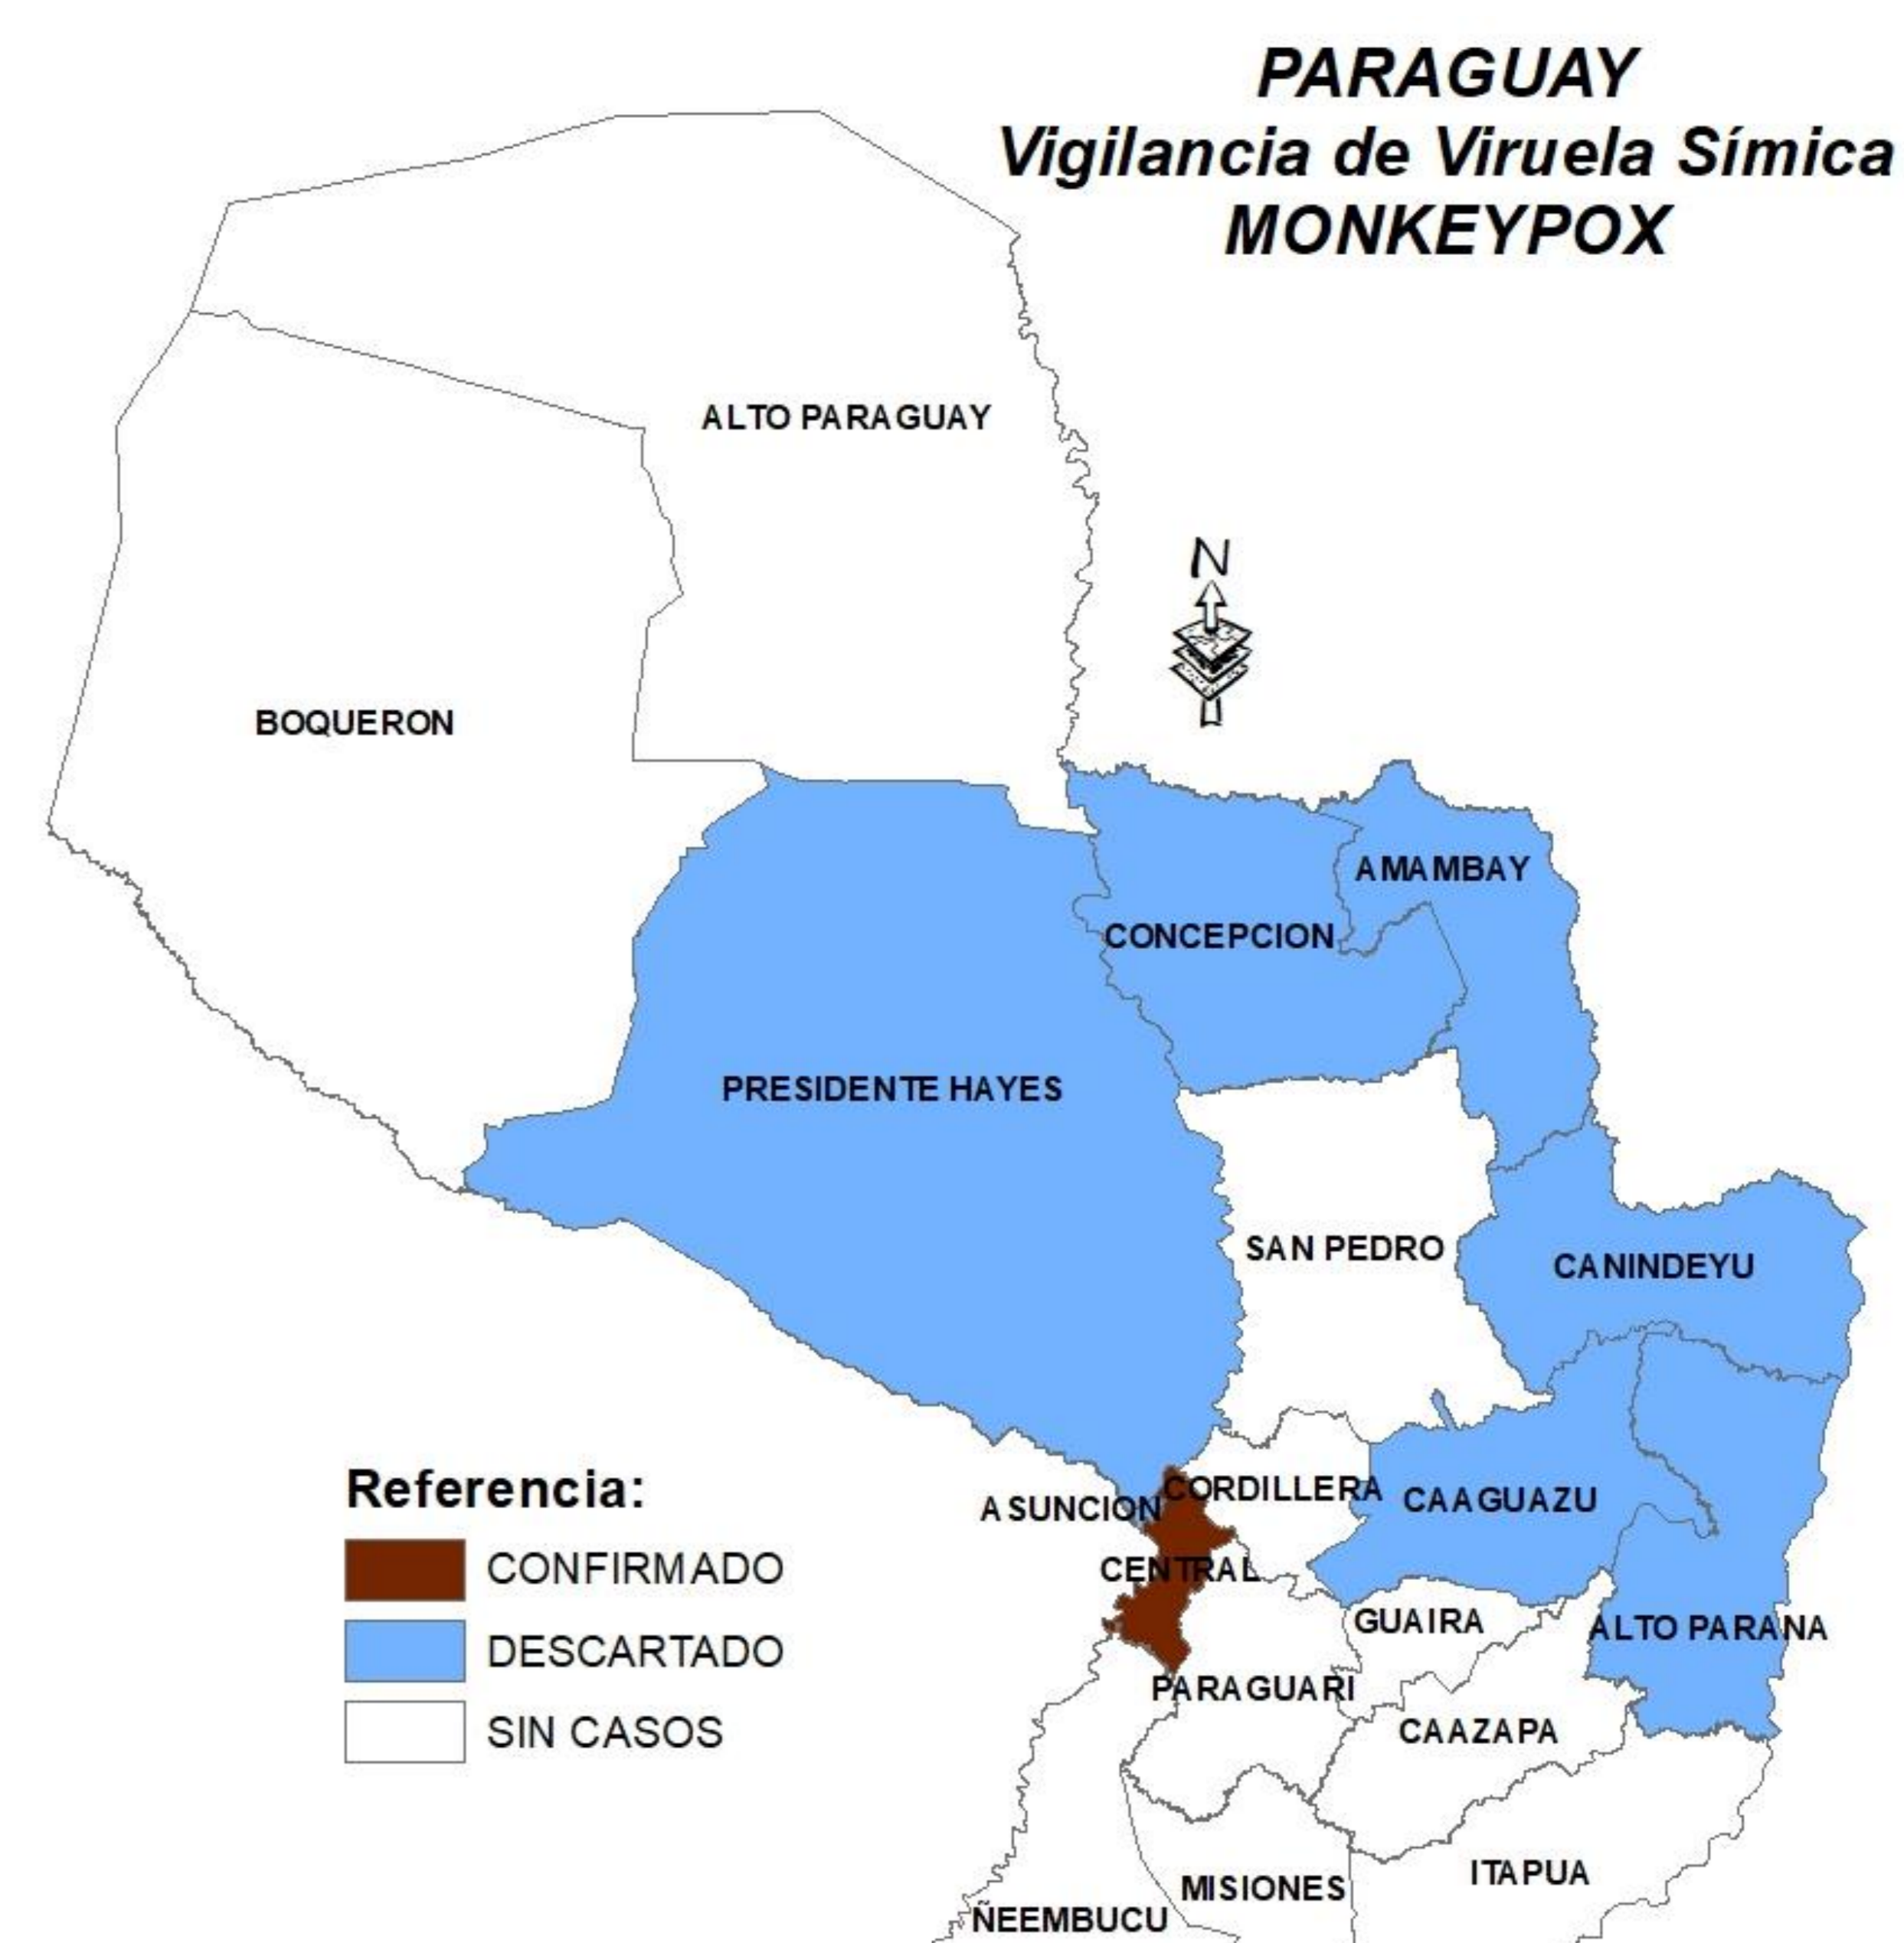 PARAGUAY
Vigilancia de Viruela Símica
MONKEYPOX
ALTO PARAGUAY
N
BOQUERON
AMAMBAY
CONCEPCION
PRESIDENTE HAYES
SAN PEDRO
CANINDEYU
CORDILLERA
CAAGUAZU
ASUNCION
CENTRAL
GUAIRA
ALTO PARANA
PARAGUARI
CAAZAPA
ITAPUA
MISIONES
ÑEEMBUCU
Referencia:
CONFIRMADO
DESCARTADO
SIN CASOS